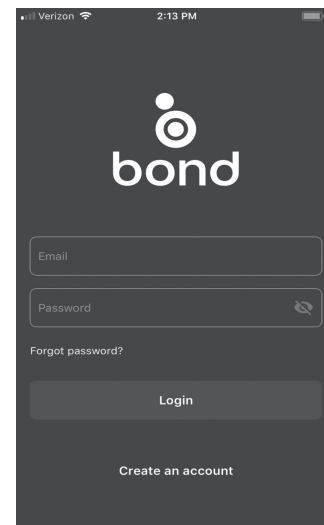 Verizon 2:13 PM
bond
Email
Password
Forgot password?
Login
Create an account